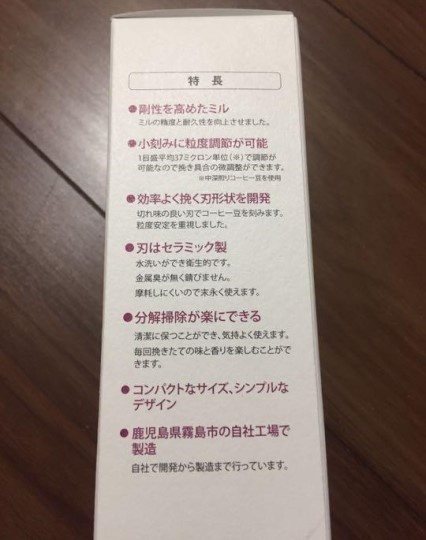 特長
●剛性を高めたミル
ミルの精度と耐久性を向上させました。
●小刻みに粒度調節が可能
1目盛平均37ミクロン単位(※)で調節が
可能なので挽き具合の微調整ができます。
※中深煎りコーヒー豆を使用
●効率よく挽く刃形状を開発
切れ味の良い刃でコーヒー豆を刻みます。
粒度安定を重視しました。
●刃はセラミック製
水洗いができ衛生的です。
金属臭が無く錆びません。
摩耗しにくいので末永く使えます。
●分解掃除が楽にできる
清潔に保つことができ、気持よく使えます。
毎回挽きたての味と香りを楽しむことがで
きます。
●コンパクトなサイズ、シンプルな
デザイン
●鹿児島県霧島市の自社工場で
製造
自社で開発から製造まで行っています。